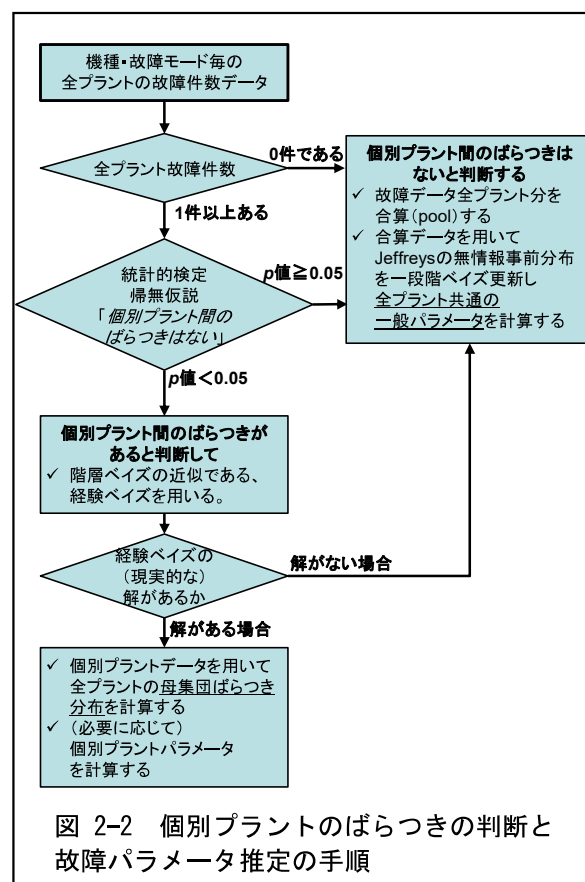 機種・故障モード毎の
全プラントの故障件数データ
全プラント故障件数
0件である
1件以上ある
個別プラント間のばらつきは
ないと判断する
✓ 故障データ全プラント分を
合算(pool)する
✓ 合算データを用いて
Jeffreysの無情報事前分布
を一段階ベイズ更新し
全プラント共通の
一般パラメータを計算する
統計的検定
帰無仮説
「個別プラント間の
ばらつきはない」
p値≧0.05
p値＜0.05
個別プラント間のばらつきが
あると判断して
✓ 階層ベイズの近似である、
経験ベイズを用いる。
経験ベイズの
(現実的な)
解があるか
解がない場合
解がある場合
✓ 個別プラントデータを用いて
全プラントの母集団ばらつき
分布を計算する
✓ (必要に応じて)
個別プラントパラメータ
を計算する
図 2-2 個別プラントのばらつきの判断と
故障パラメータ推定の手順